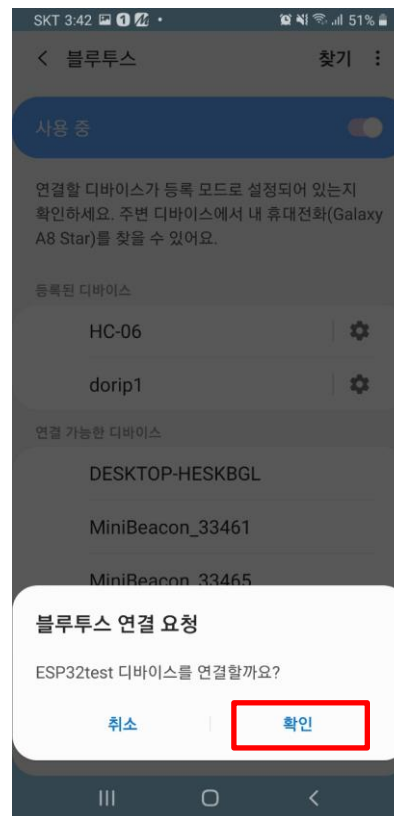 SKT 3:42 1 51%
블루투스 찾기
사용 중
연결할 디바이스가 등록 모드로 설정되어 있는지
확인하세요. 주변 디바이스에서 내 휴대전화(Galaxy
A8 Star)를 찾을 수 있어요.
등록된 디바이스
HC-06
dorip1
연결 가능한 디바이스
DESKTOP-HESKBGL
MiniBeacon_33461
MiniBeacon_33465
블루투스 연결 요청
ESP32test 디바이스를 연결할까요?
취소 확인